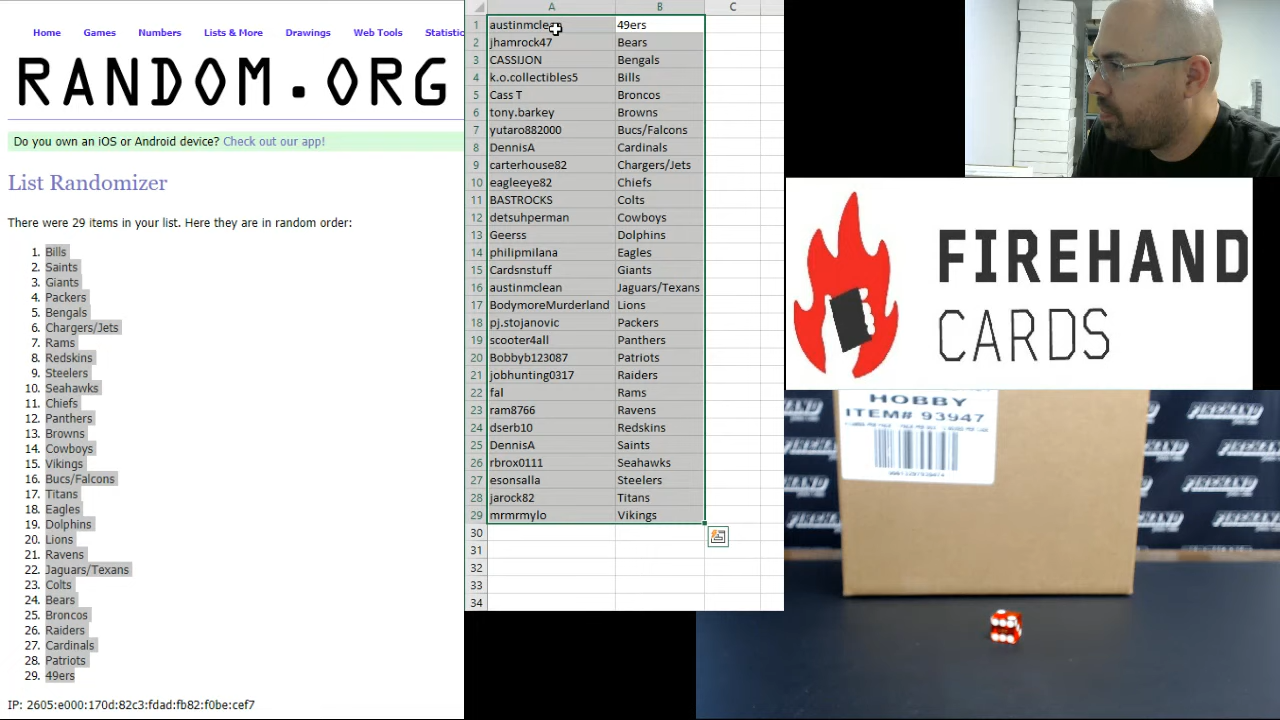 Home Games Numbers Lists & More Drawings Web Tools Statistic
RANDOM.ORG
Do you own an iOS or Android device? Check out our app!
List Randomizer
There were 29 items in your list. Here they are in random order:
1. Bills
2. Saints
3. Giants
4. Packers
5. Bengals
6. Chargers/Jets
7. Rams
8. Redskins
9. Steelers
10. Seahawks
11. Chiefs
12. Panthers
13. Browns
14. Cowboys
15. Vikings
16. Bucs/Falcons
17. Titans
18. Eagles
19. Dolphins
20. Lions
21. Ravens
22. Jaguars/Texans
23. Colts
24. Bears
25. Broncos
26. Raiders
27. Cardinals
28. Patriots
29. 49ers
IP: 2605:e000:170d:82c3:fdad:fb82:f0be:cef7
A B C
1 austinmclean 49ers
2 jhamrock47 Bears
3 CASSIJON Bengals
4 k.o.collectibles5 Bills
5 Cass T Broncos
6 tony.barkey Browns
7 yutaro882000 Bucs/Falcons
8 DennisA Cardinals
9 carterhouse82 Chargers/Jets
10 eagleeye82 Chiefs
11 BASTROCKS Colts
12 detsuhperman Cowboys
13 Geerss Dolphins
14 philipmilana Eagles
15 Cardsnstuff Giants
16 austinmclean Jaguars/Texans
17 BodymoreMurderland Lions
18 pj.stojanovic Packers
19 scooter4all Panthers
20 Bobbyb123087 Patriots
21 jobhunting0317 Raiders
22 fal Rams
23 ram8766 Ravens
24 dserb10 Redskins
25 DennisA Saints
26 rbrox0111 Seahawks
27 esonsalla Steelers
28 jarock82 Titans
29 mrmrmylo Vikings
30
31
32
33
34
FIREHAND
CARDS
HOBBY
ITEM# 93947